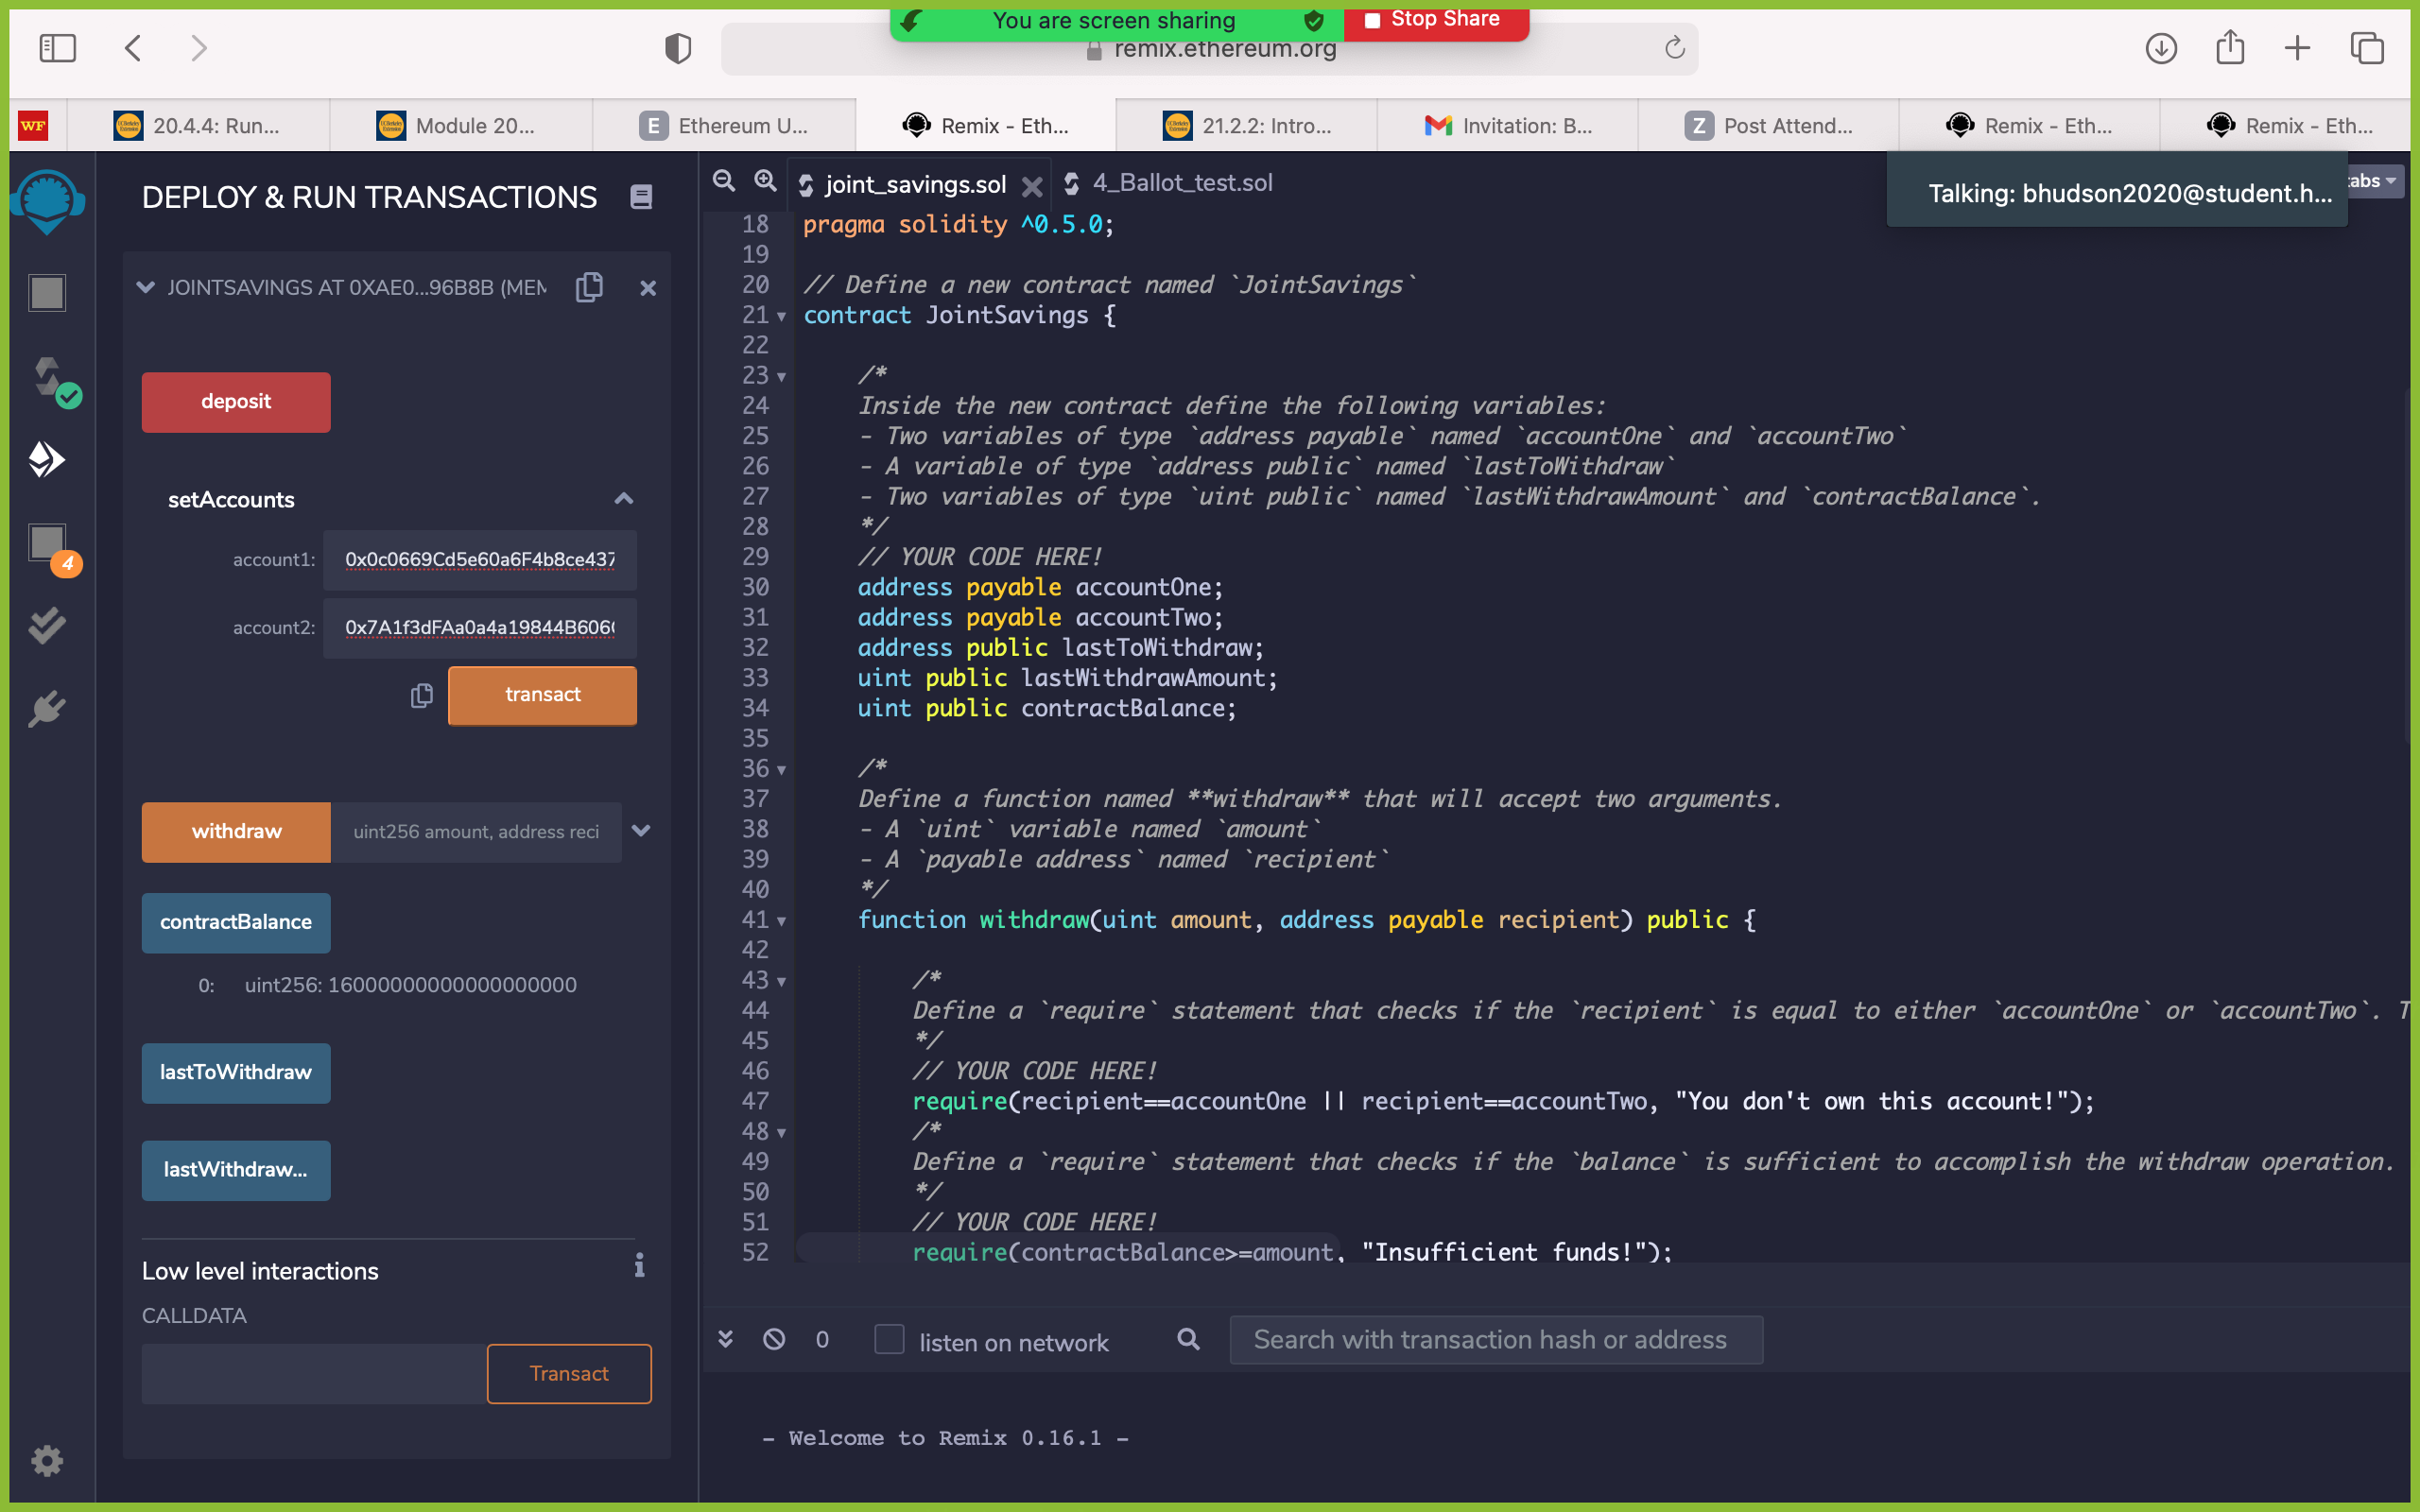 You are screen sharing
Stop Share
remix.ethereum.org
WF
20.4.4: Run...
Module 20...
E Ethereum U...
Remix - Eth...
21.2.2: Intro...
Invitation: B...
Z Post Attend...
Remix - Eth...
Remix - Eth...
Talking: bhudson2020@student.h...
abs
DEPLOY & RUN TRANSACTIONS
JOINTSAVINGS AT 0XAE0...96B8B (MEM
deposit
setAccounts
account1: 0x0c0669Cd5e60a6F4b8ce437
account2: 0x7A1f3dFAa0a4a19844B606
transact
withdraw
uint256 amount, address reci
contractBalance
0: uint256: 16000000000000000000
lastToWithdraw
lastWithdraw...
Low level interactions
CALLDATA
Transact
4
joint_savings.sol
4_Ballot_test.sol
18 pragma solidity ^0.5.0;
19
20 // Define a new contract named `JointSavings`
21 contract JointSavings {
22
23 /*
24 Inside the new contract define the following variables:
25 - Two variables of type `address payable` named `accountOne` and `accountTwo`
26 - A variable of type `address public` named `lastToWithdraw`
27 - Two variables of type `uint public` named `lastWithdrawAmount` and `contractBalance`.
28 */
29 // YOUR CODE HERE!
30 address payable accountOne;
31 address payable accountTwo;
32 address public lastToWithdraw;
33 uint public lastWithdrawAmount;
34 uint public contractBalance;
35
36 /*
37 Define a function named **withdraw** that will accept two arguments.
38 - A `uint` variable named `amount`
39 - A `payable address` named `recipient`
40 */
41 function withdraw(uint amount, address payable recipient) public {
42
43 /*
44 Define a `require` statement that checks if the `recipient` is equal to either `accountOne` or `accountTwo`. T
45 */
46 // YOUR CODE HERE!
47 require(recipient==accountOne || recipient==accountTwo, "You don't own this account!");
48 /*
49 Define a `require` statement that checks if the `balance` is sufficient to accomplish the withdraw operation.
50 */
51 // YOUR CODE HERE!
52 require(contractBalance>=amount, "Insufficient funds!");
0
listen on network
Search with transaction hash or address
- Welcome to Remix 0.16.1 -